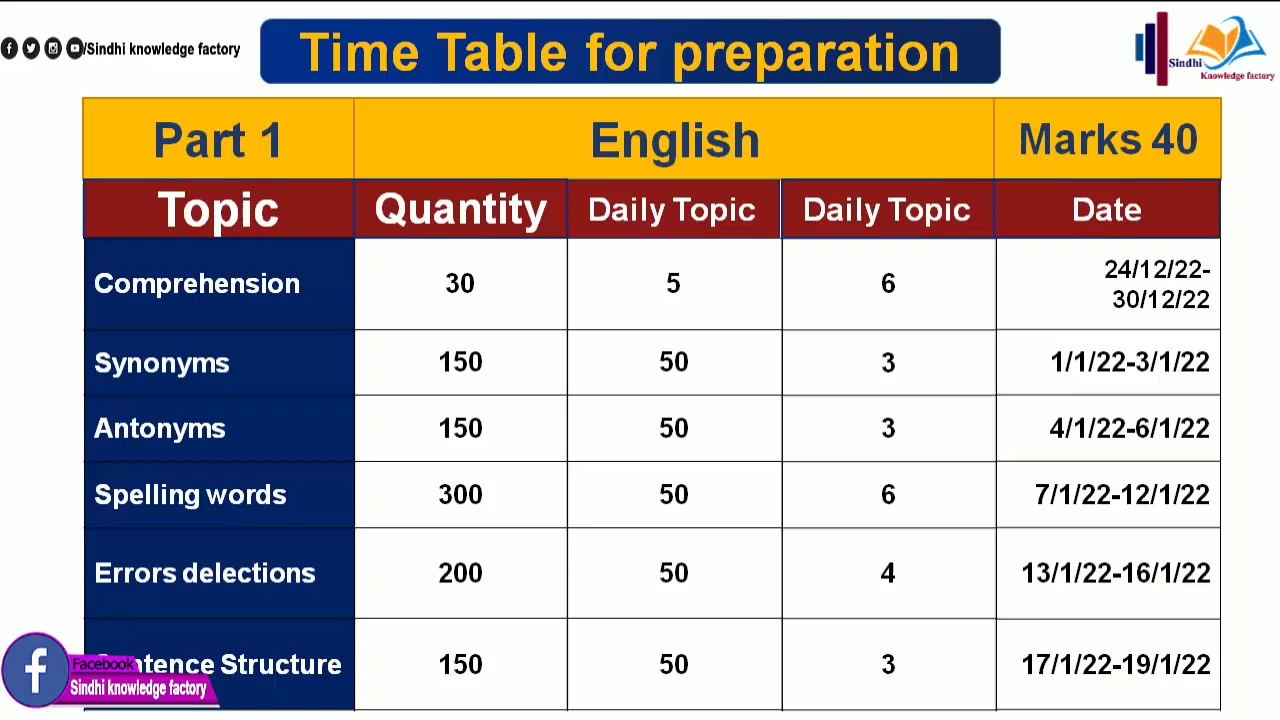 /Sindhi knowledge factory
Time Table for preparation
Sindhi
Knowledge factory
Part 1 English Marks 40
Topic Quantity Daily Topic Daily Topic Date
Comprehension 30 5 6 24/12/22-
30/12/22
Synonyms 150 50 3 1/1/22-3/1/22
Antonyms 150 50 3 4/1/22-6/1/22
Spelling words 300 50 6 7/1/22-12/1/22
Errors delections 200 50 4 13/1/22-16/1/22
Structure 150 50 3 17/1/22-19/1/22
Facebook
Sindhi knowledge factory